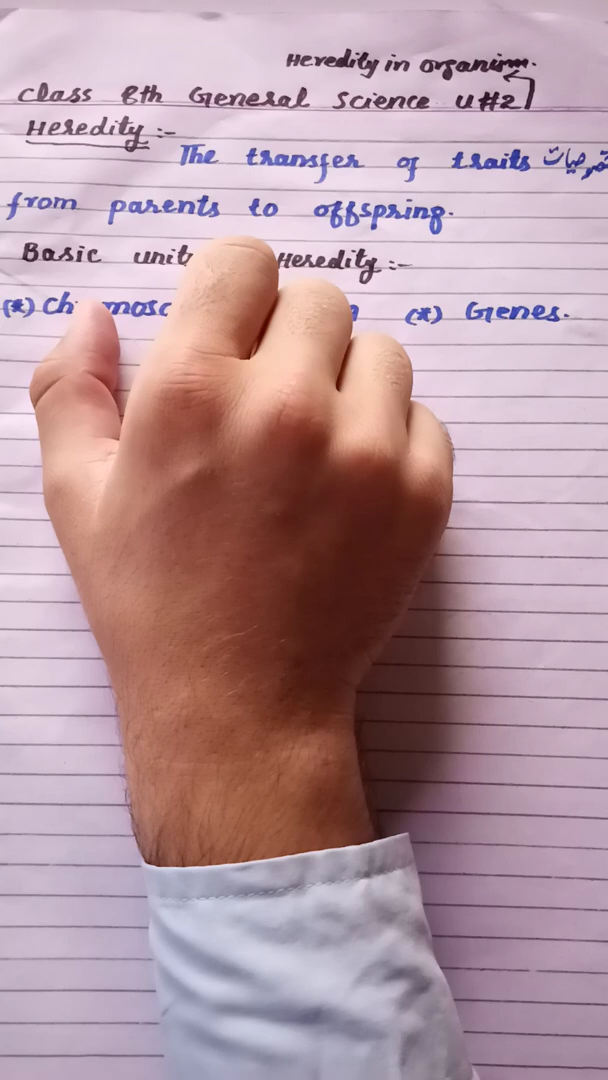 Heredity in organism.
Class 8th General Science U#2
Heredity :-
The transfer of traits
from parents to offspring.
Basic unit Heredity :-
(*) (*) Genes.